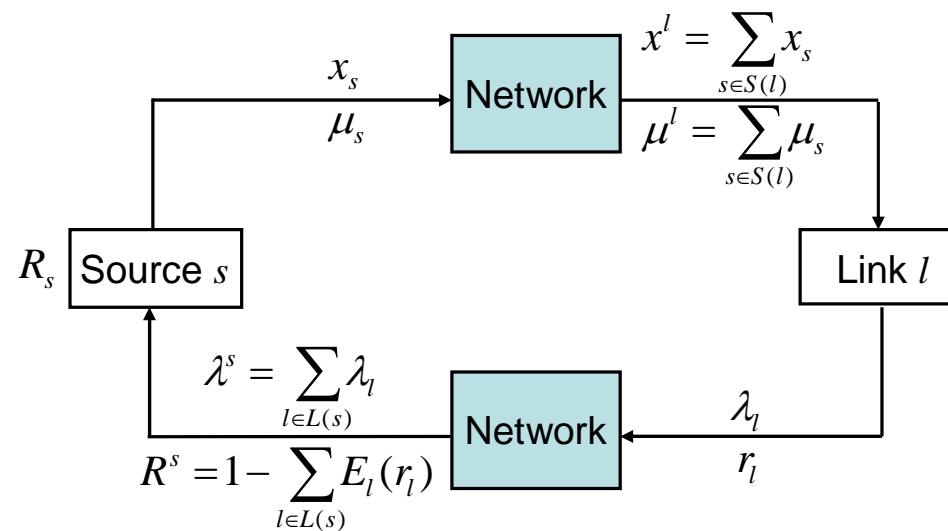 x_s
μ_s
Network
x^l = ∑_{s∈S(l)} x_s
μ^l = ∑_{s∈S(l)} μ_s
R_s
Source s
Link l
λ^s = ∑_{l∈L(s)} λ_l
R^s = 1 − ∑_{l∈L(s)} E_l(r_l)
Network
λ_l
r_l